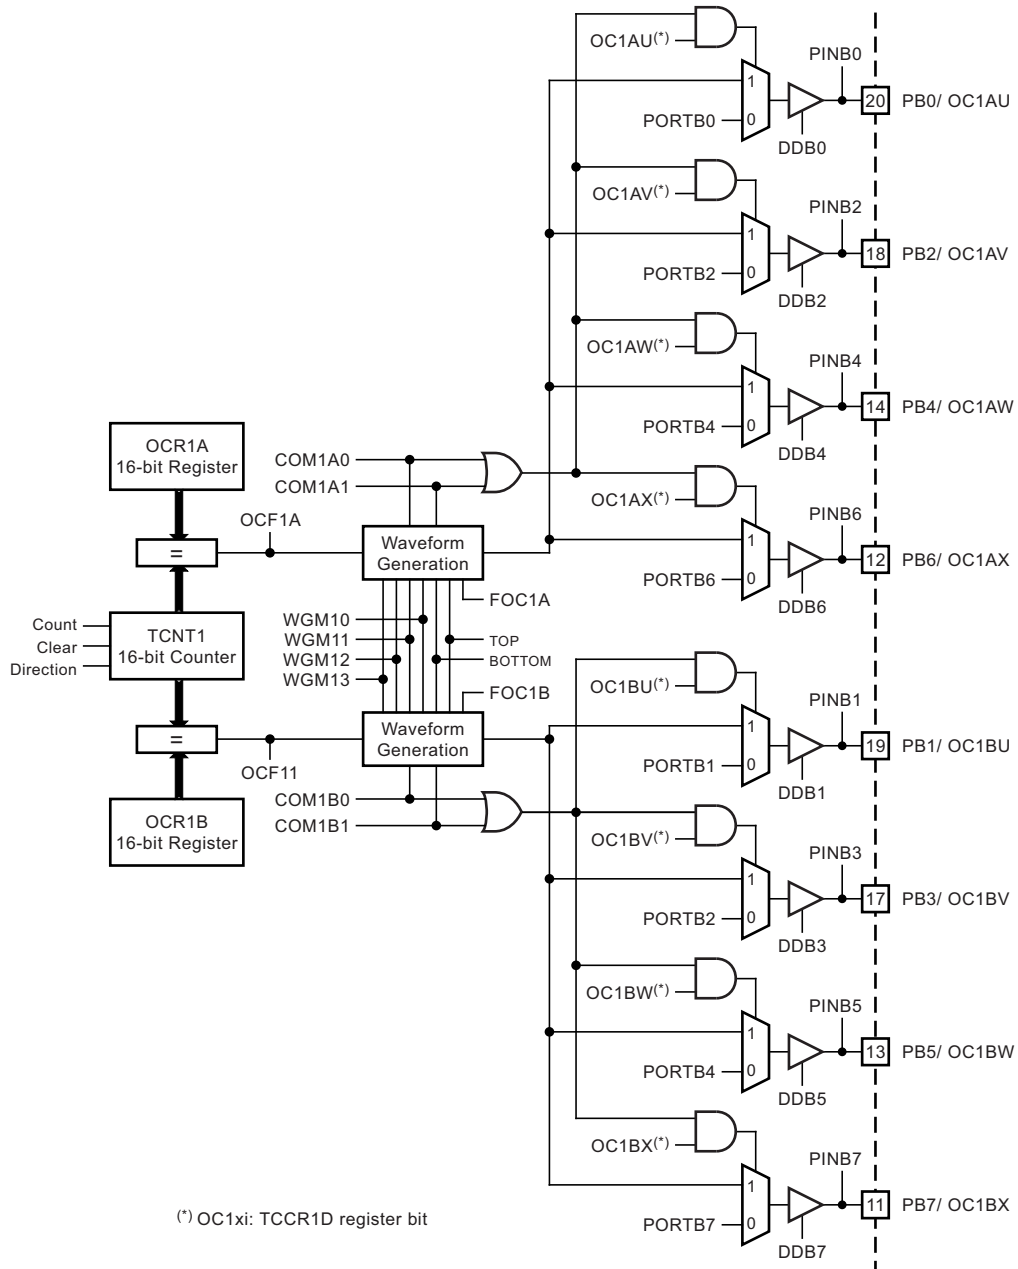 OC1AU(*)
PINB0
1
20
PB0/ OC1AU
PORTB0
0
DDB0
OC1AV(*)
PINB2
1
18
PB2/ OC1AV
PORTB2
0
DDB2
OC1AW(*)
PINB4
1
14
PB4/ OC1AW
PORTB4
0
DDB4
OCR1A
16-bit Register
COM1A0
COM1A1
OC1AX(*)
OCF1A
PINB6
=
Waveform
Generation
1
12
PB6/ OC1AX
PORTB6
0
DDB6
FOC1A
Count
Clear
Direction
TCNT1
16-bit Counter
WGM10
WGM11
WGM12
WGM13
TOP
BOTTOM
FOC1B
OC1BU(*)
PINB1
=
Waveform
Generation
1
19
PB1/ OC1BU
OCF11
PORTB1
0
DDB1
COM1B0
COM1B1
OCR1B
16-bit Register
OC1BV(*)
PINB3
1
17
PB3/ OC1BV
PORTB2
0
DDB3
OC1BW(*)
PINB5
1
13
PB5/ OC1BW
PORTB4
0
DDB5
OC1BX(*)
PINB7
1
11
PB7/ OC1BX
PORTB7
0
DDB7
(*) OC1xi: TCCR1D register bit